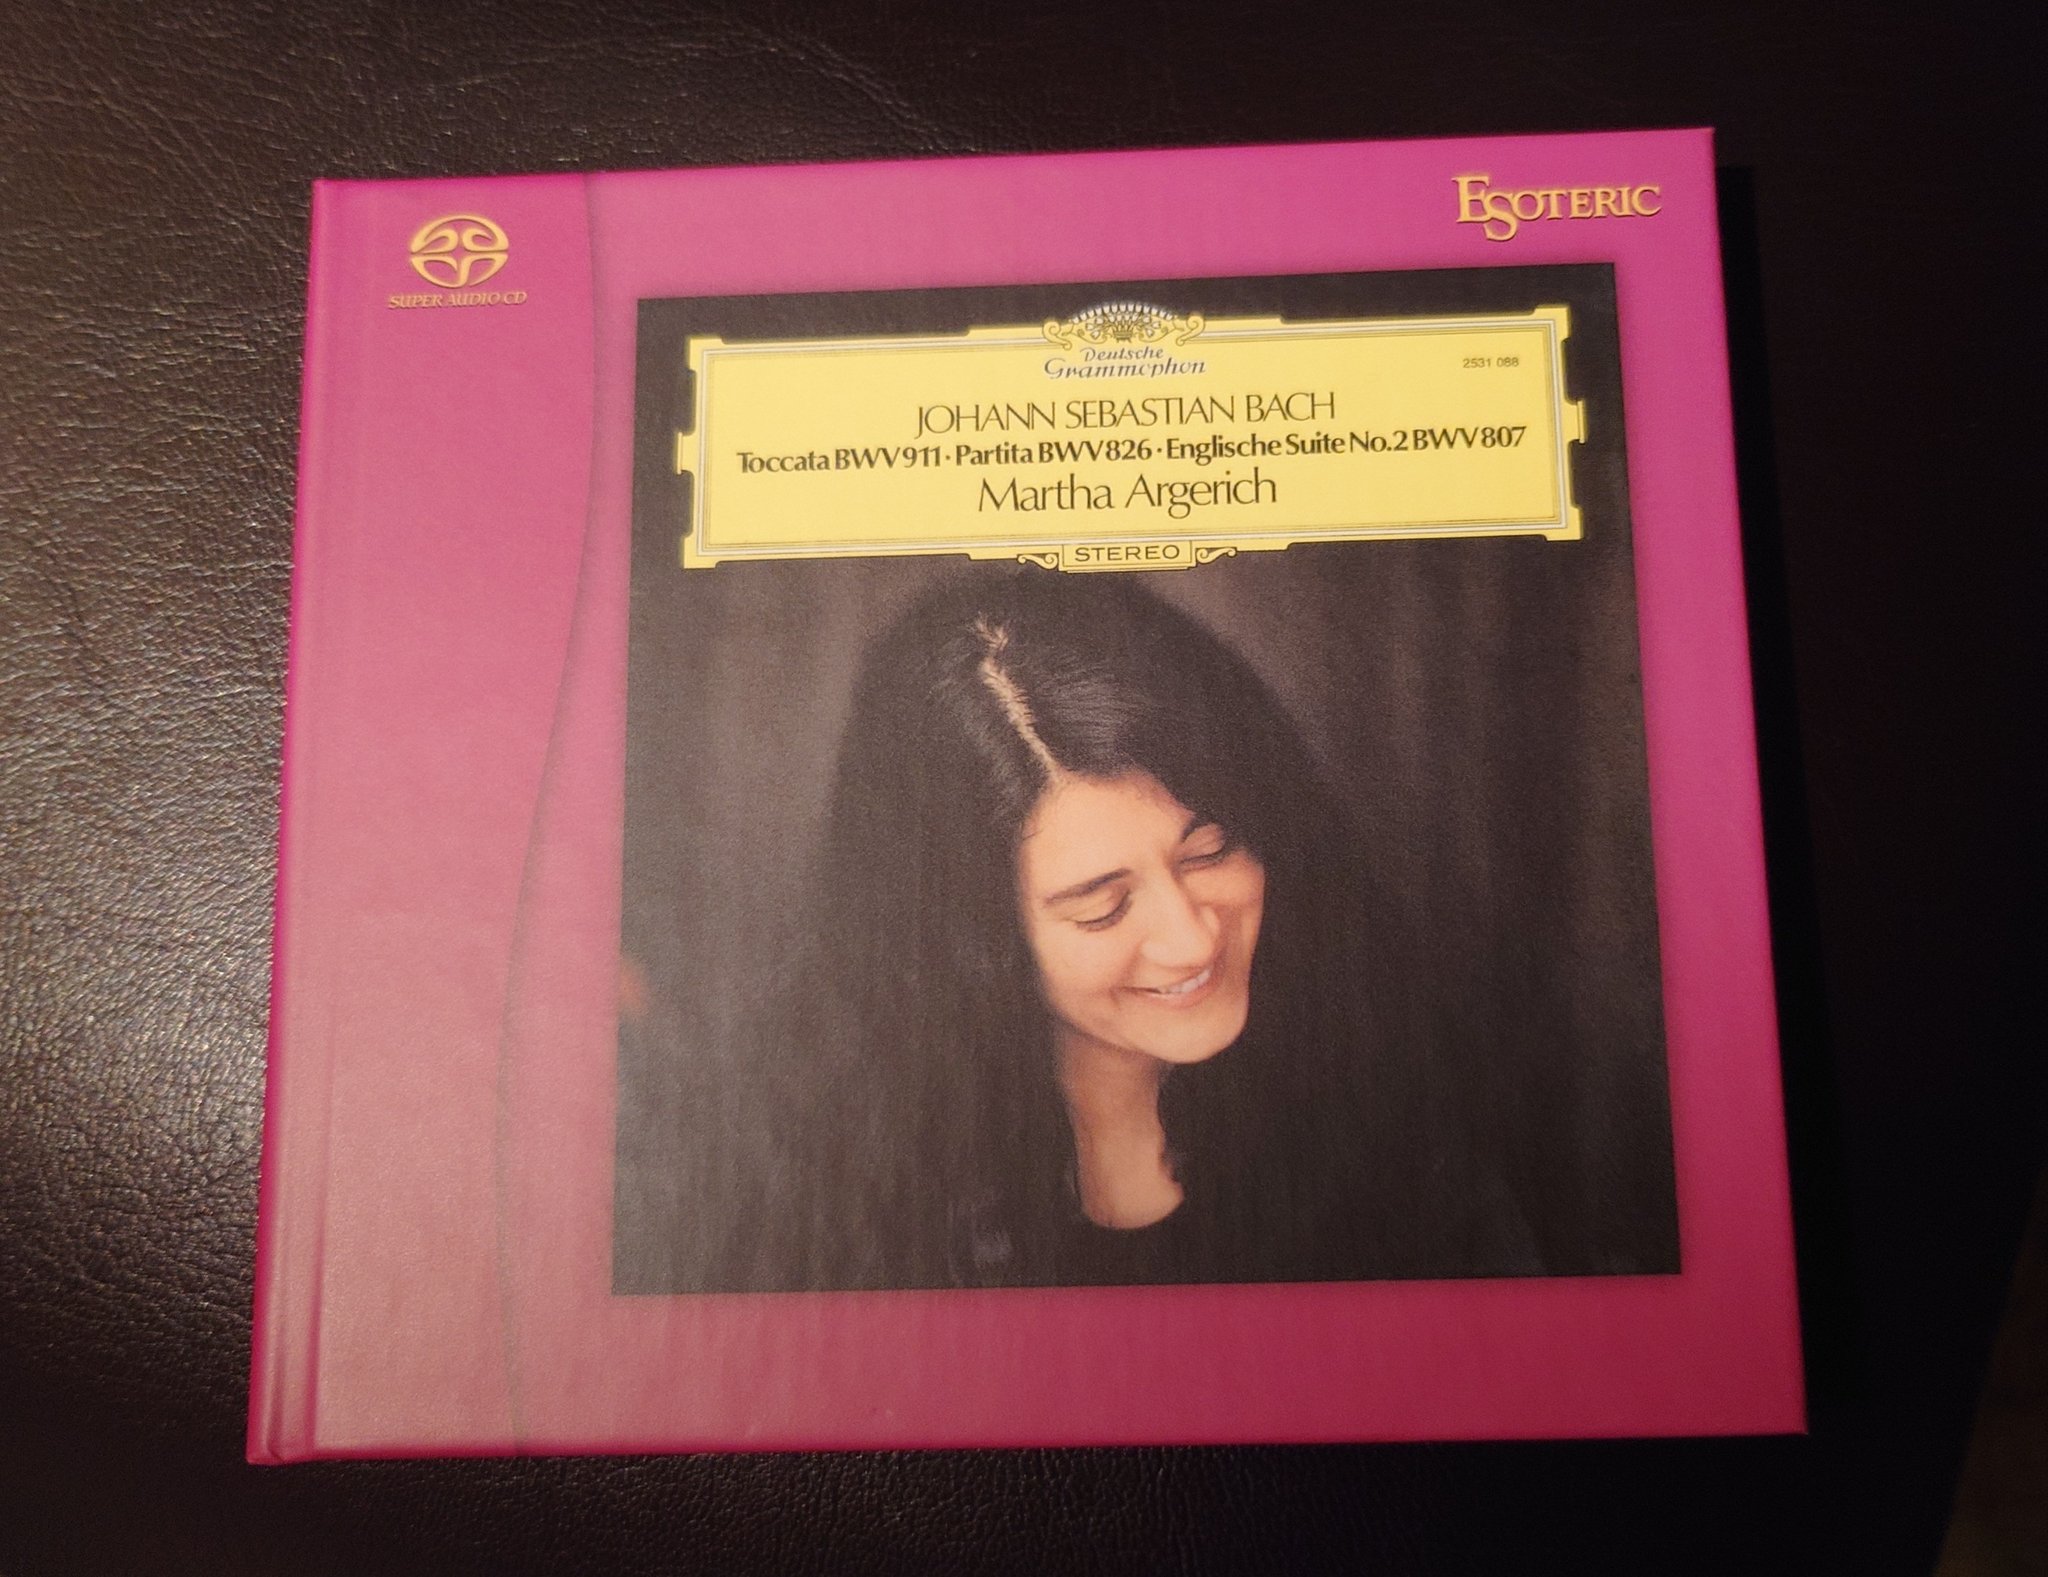 ESOTERIC
SUPER AUDIO CD
Deutsche
Grammophon
2531 088
JOHANN SEBASTIAN BACH
Toccata BWV 911 · Partita BWV 826 · Englische Suite No. 2 BWV 807
Martha Argerich
STEREO